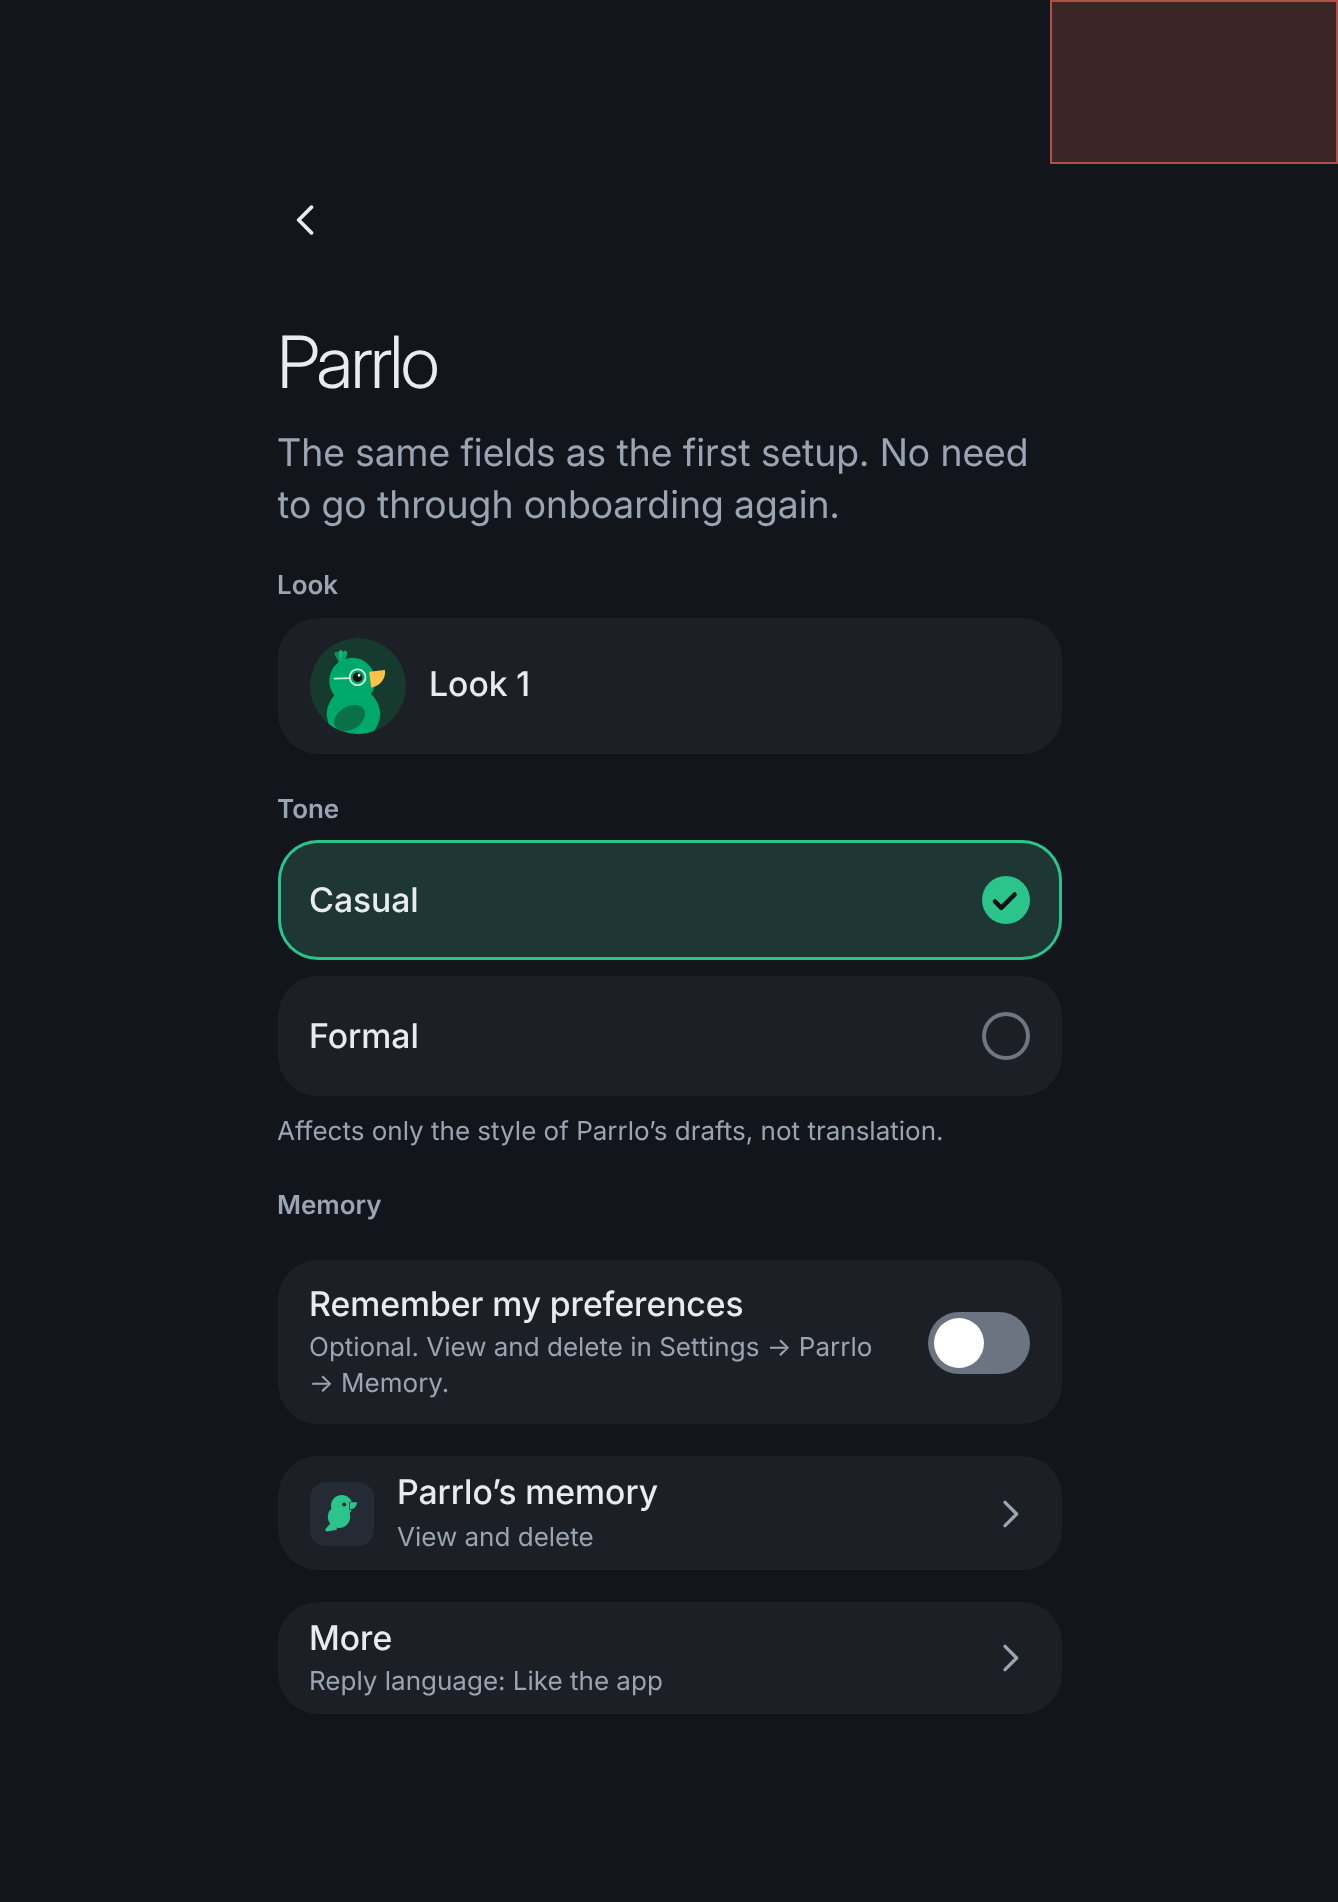 Parrlo
The same fields as the first setup. No need
to go through onboarding again.
Look
Look 1
Tone
Casual
Formal
Affects only the style of Parrlo’s drafts, not translation.
Memory
Remember my preferences
Optional. View and delete in Settings → Parrlo
→ Memory.
Parrlo’s memory
View and delete
More
Reply language: Like the app